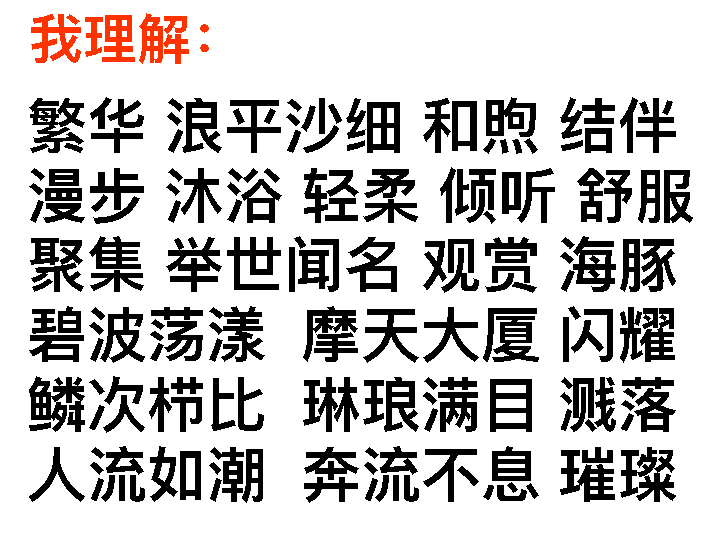 我理解：
繁华 浪平沙细 和煦 结伴
漫步 沐浴 轻柔 倾听 舒服
聚集 举世闻名 观赏 海豚
碧波荡漾 摩天大厦 闪耀
鳞次栉比 琳琅满目 溅落
人流如潮 奔流不息 璀璨